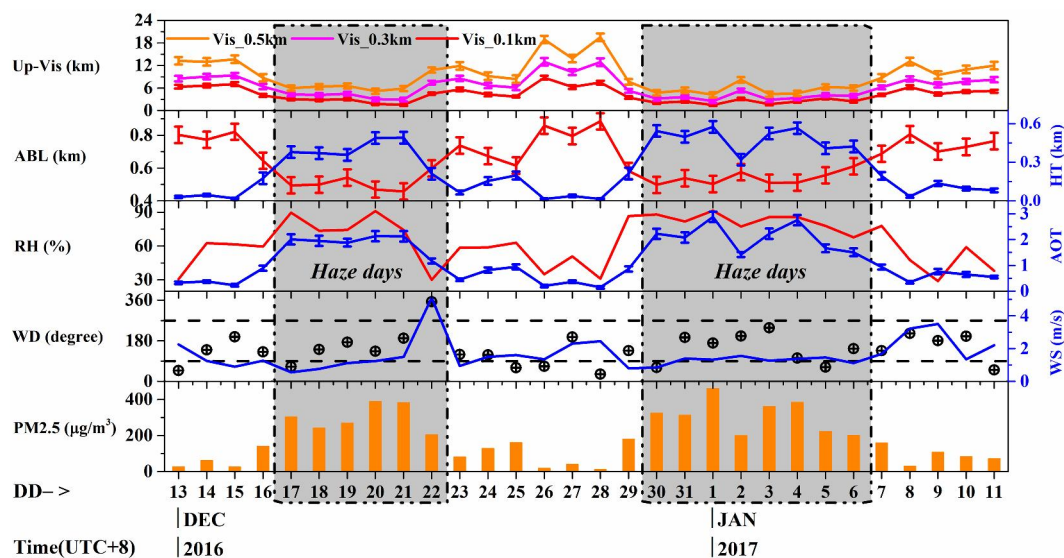 24
18
12
6
0
Up-Vis (km)
Vis_0.5km Vis_0.3km Vis_0.1km
0.8
0.6
0.4
ABL (km)
0.6
0.3
0.0
HT (km)
90
60
30
RH (%)
3
2
1
0
AOT
Haze days Haze days
360
180
0
WD (degree)
4
2
0
WS (m/s)
400
200
0
PM2.5 (μg/m³)
DD– > 13 14 15 16 17 18 19 20 21 22 23 24 25 26 27 28 29 30 31 1 2 3 4 5 6 7 8 9 10 11
DEC JAN
Time(UTC+8) 2016 2017